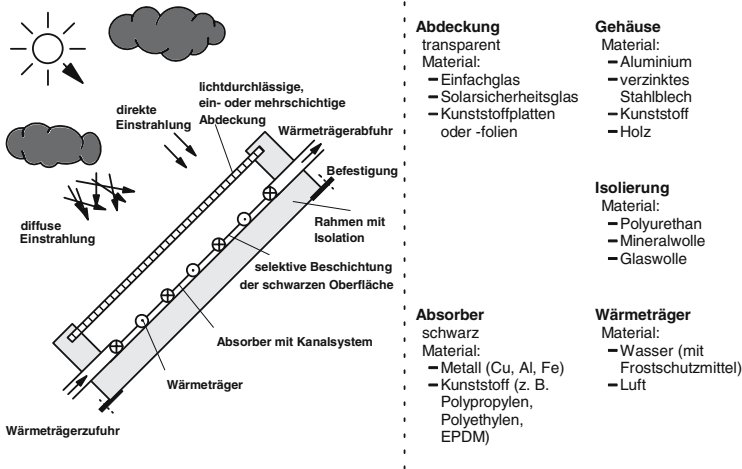 lichtdurchlässige,
ein- oder mehrschichtige
Abdeckung
direkte
Einstrahlung
Wärmeträgerabfuhr
Befestigung
diffuse
Einstrahlung
Rahmen mit
Isolation
selektive Beschichtung
der schwarzen Oberfläche
Absorber mit Kanalsystem
Wärmeträger
Wärmeträgerzufuhr
Abdeckung
transparent
Material:
– Einfachglas
– Solarsicherheitsglas
– Kunststoffplatten
oder -folien
Gehäuse
Material:
– Aluminium
– verzinktes
Stahlblech
– Kunststoff
– Holz
Isolierung
Material:
– Polyurethan
– Mineralwolle
– Glaswolle
Absorber
schwarz
Material:
– Metall (Cu, Al, Fe)
– Kunststoff (z. B.
Polypropylen,
Polyethylen,
EPDM)
Wärmeträger
Material:
– Wasser (mit
Frostschutzmittel)
– Luft